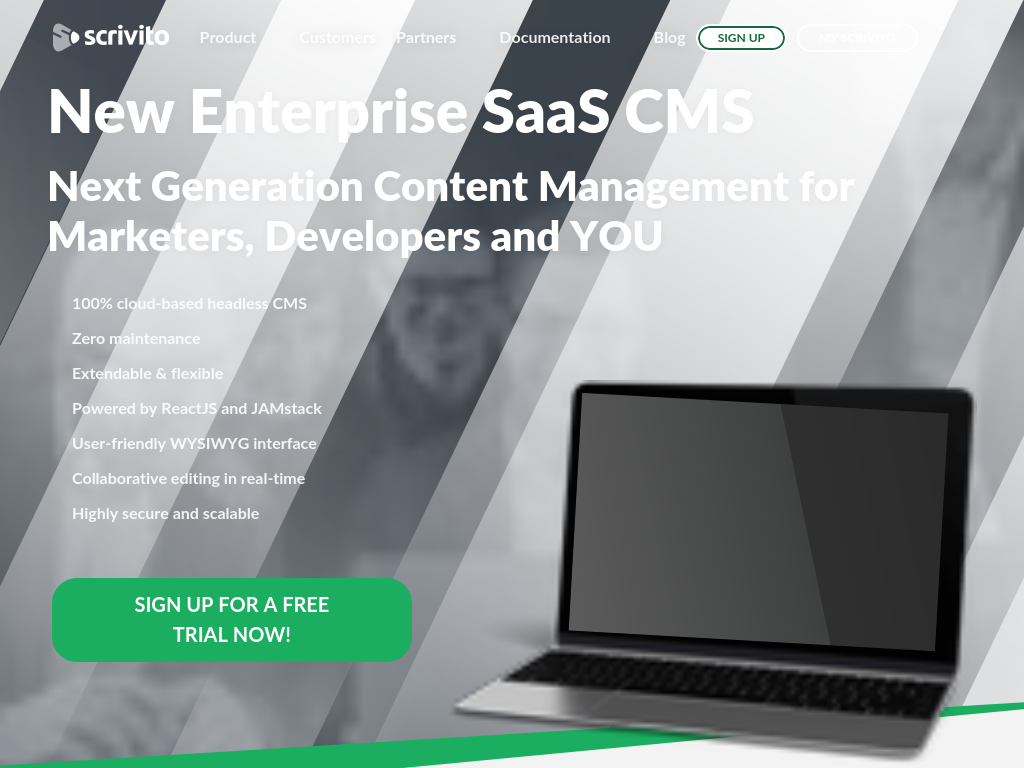 scrivito Product Customers Partners Documentation Blog SIGN UP MY SCRIVITO
New Enterprise SaaS CMS
Next Generation Content Management for
Marketers, Developers and YOU
100% cloud-based headless CMS
Zero maintenance
Extendable & flexible
Powered by ReactJS and JAMstack
User-friendly WYSIWYG interface
Collaborative editing in real-time
Highly secure and scalable
SIGN UP FOR A FREE
TRIAL NOW!